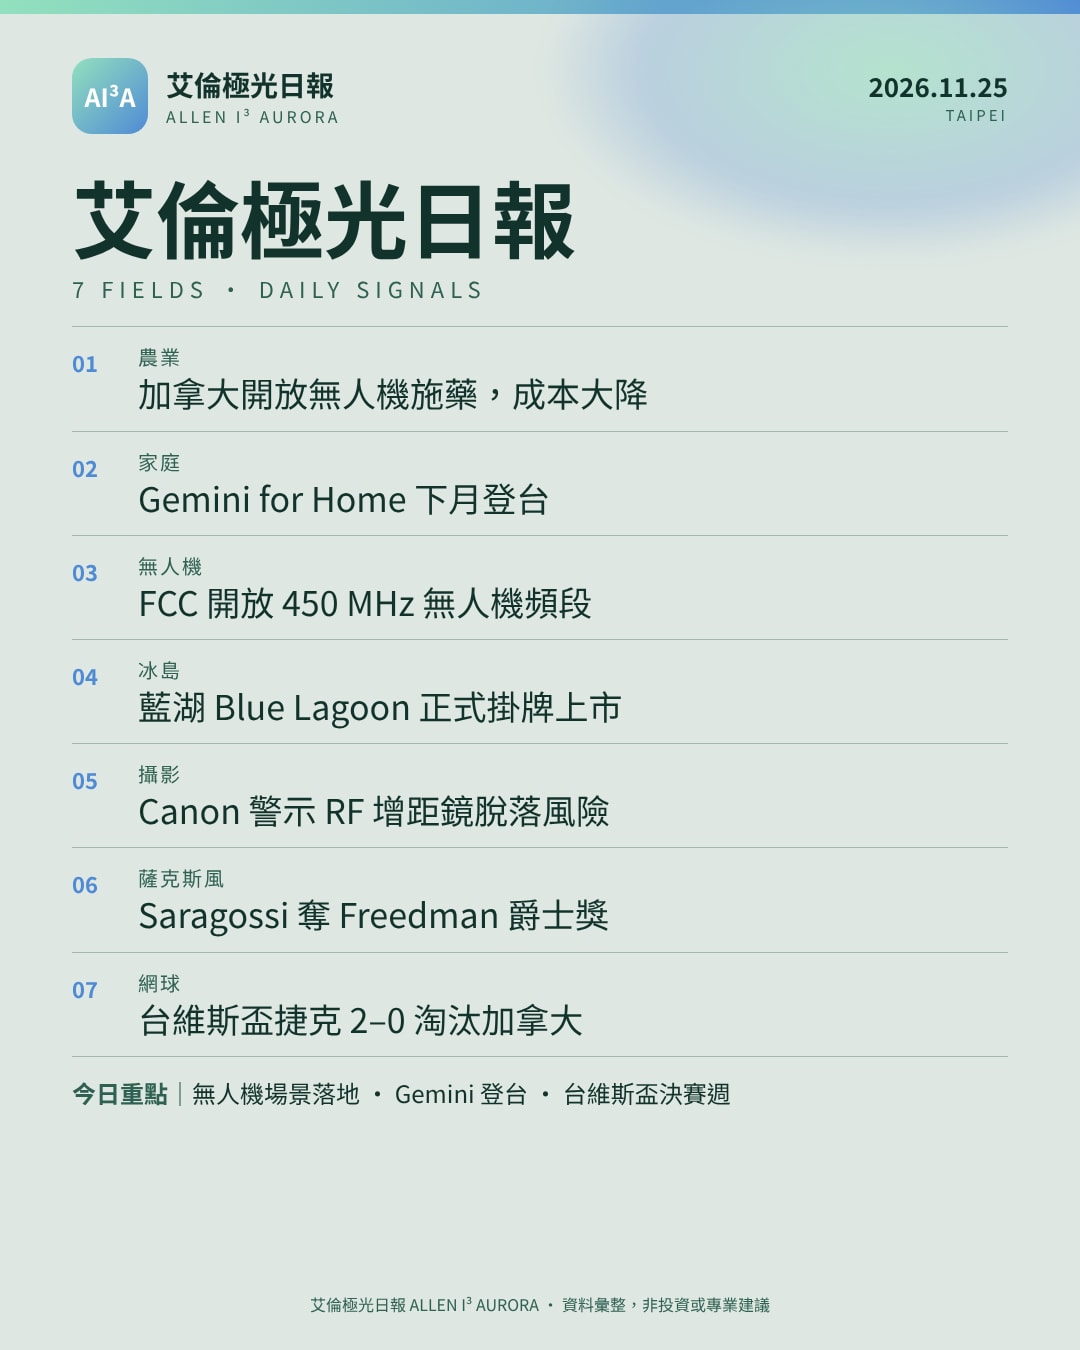 AI³A
艾倫極光日報
ALLEN I³ AURORA
2026.11.25
TAIPEI
艾倫極光日報
7 FIELDS · DAILY SIGNALS
01
農業
加拿大開放無人機施藥，成本大降
02
家庭
Gemini for Home 下月登台
03
無人機
FCC 開放 450 MHz 無人機頻段
04
冰島
藍湖 Blue Lagoon 正式掛牌上市
05
攝影
Canon 警示 RF 增距鏡脫落風險
06
薩克斯風
Saragossi 奪 Freedman 爵士獎
07
網球
台維斯盃捷克 2–0 淘汰加拿大
今日重點｜無人機場景落地 · Gemini 登台 · 台維斯盃決賽週
艾倫極光日報 ALLEN I³ AURORA · 資料彙整，非投資或專業建議